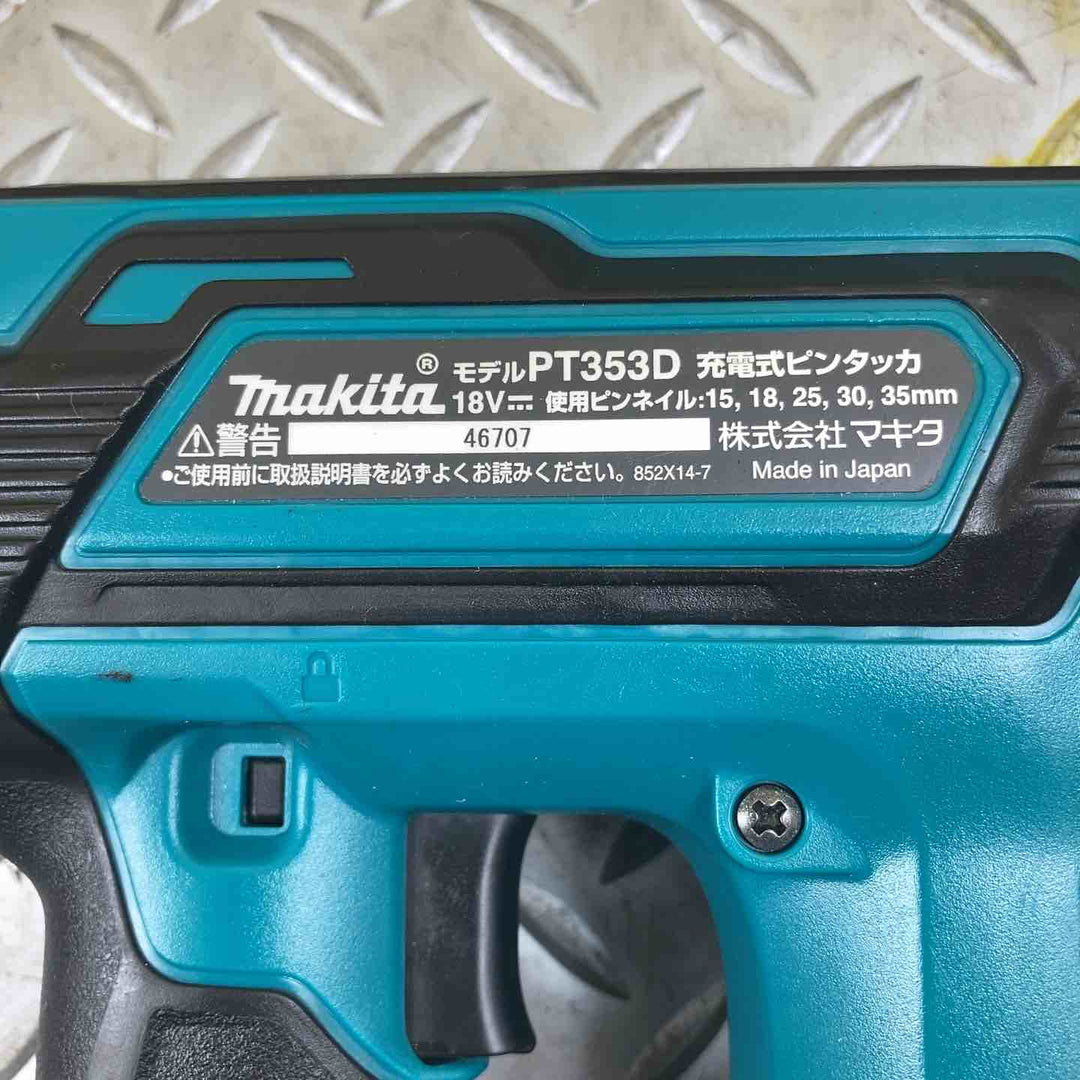 makita® モデルPT353D 充電式ピンタッカ
18V⎓ 使用ピンネイル:15, 18, 25, 30, 35mm
⚠警告 46707 株式会社 マキタ
•ご使用前に取扱説明書を必ずよくお読みください。 852X14-7 Made in Japan